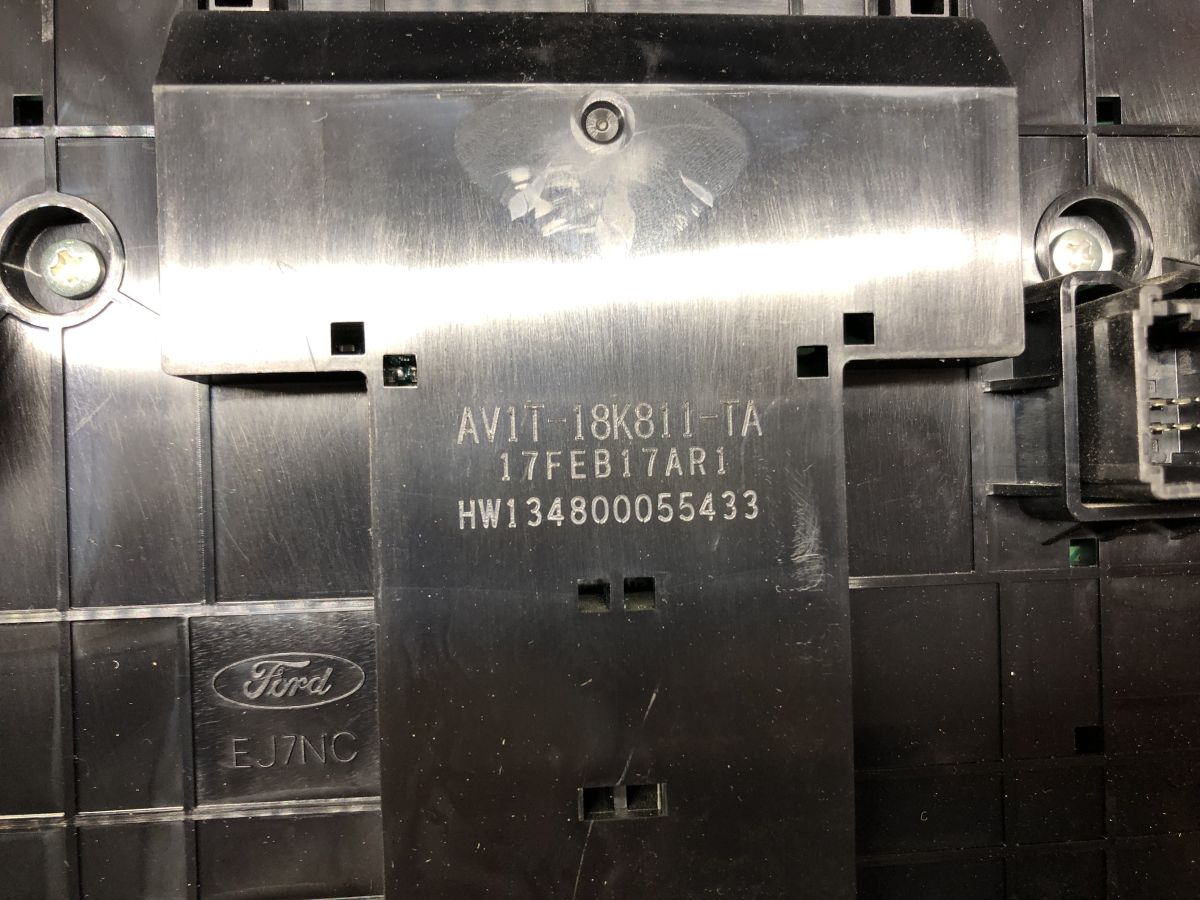 AV1T-18K811-TA
17FEB17AR1
HW134800055433
Ford
EJ7NC